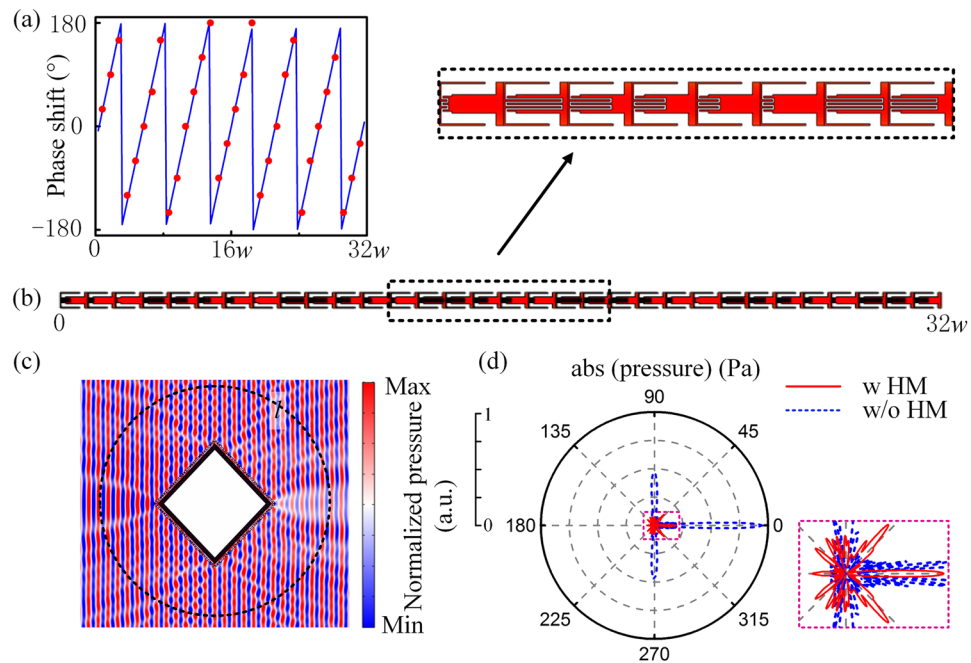 (a)
180
0
−180
Phase shift (°)
0
16w
32w
(b)
0
32w
(c)
l
Max
Normalized pressure
Min
(d)
abs (pressure) (Pa)
w HM
w/o HM
1
0
(a.u.)
90
135
45
180
0
225
315
270